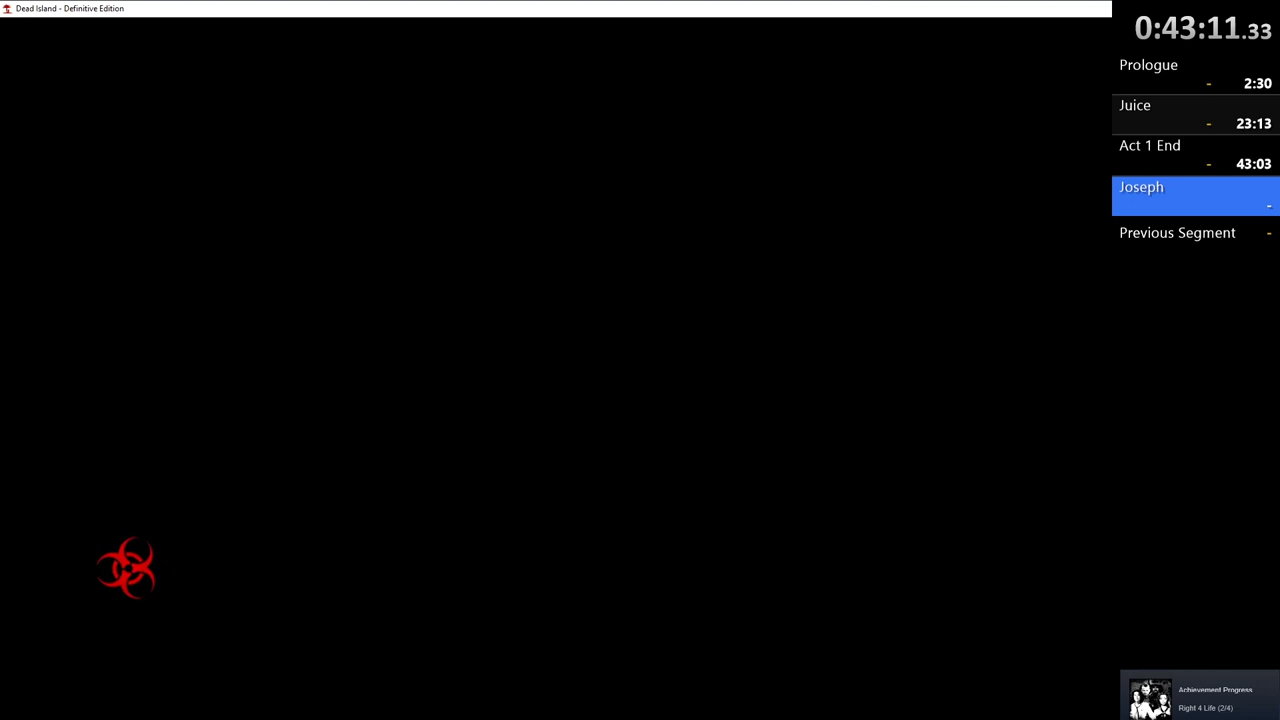 Dead Island - Definitive Edition
0:43:11.33
Prologue
- 2:30
Juice
- 23:13
Act 1 End
- 43:03
Joseph
-
Previous Segment -
Achievement Progress
Right 4 Life (2/4)